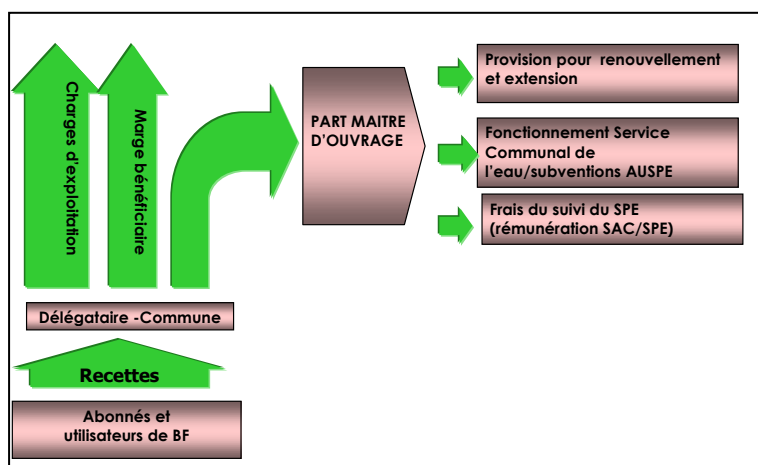 Charges d'exploitation
Marge bénéficiaire
PART MAITRE
D'OUVRAGE
Provision pour renouvellement
et extension
Fonctionnement Service
Communal de
l'eau/subventions AUSPE
Frais du suivi du SPE
(rémunération SAC/SPE)
Délégataire -Commune
Recettes
Abonnés et
utilisateurs de BF